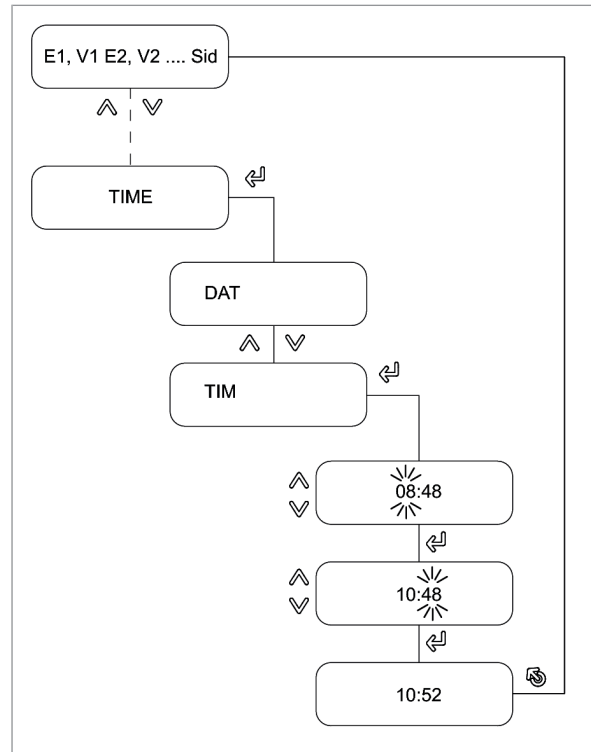 E1, V1 E2, V2 .... Sid
TIME
DAT
TIM
08:48
10:48
10:52